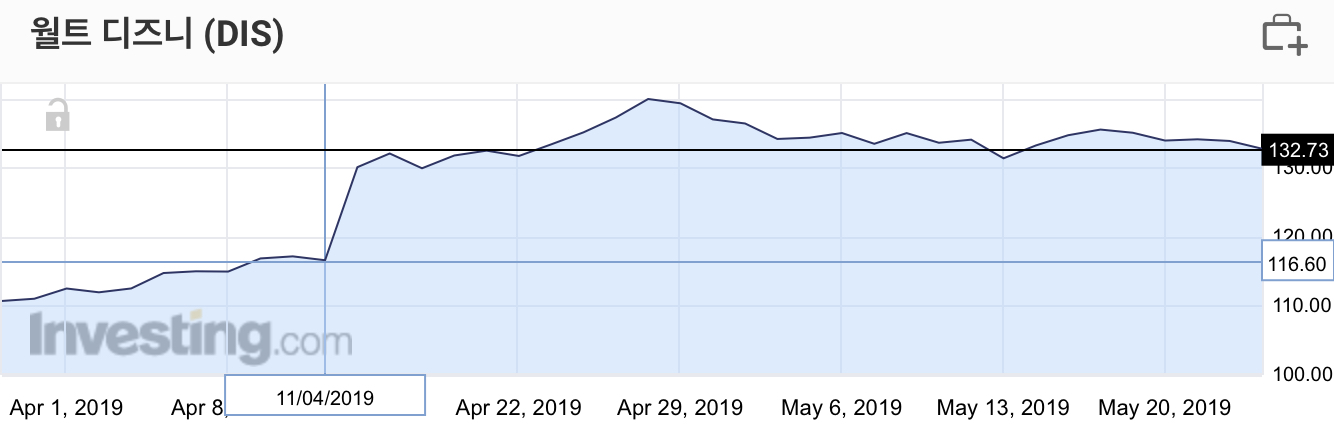 월트 디즈니 (DIS)
132.73
130.00
120.00
116.60
110.00
Investing.com
100.00
11/04/2019
Apr 1, 2019 Apr 8, Apr 22, 2019 Apr 29, 2019 May 6, 2019 May 13, 2019 May 20, 2019